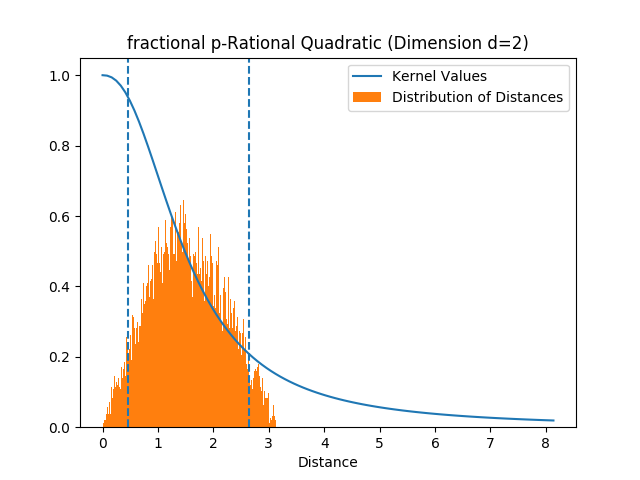 fractional p-Rational Quadratic (Dimension d=2)
Kernel Values
Distribution of Distances
1.0
0.8
0.6
0.4
0.2
0.0
0 1 2 3 4 5 6 7 8
Distance